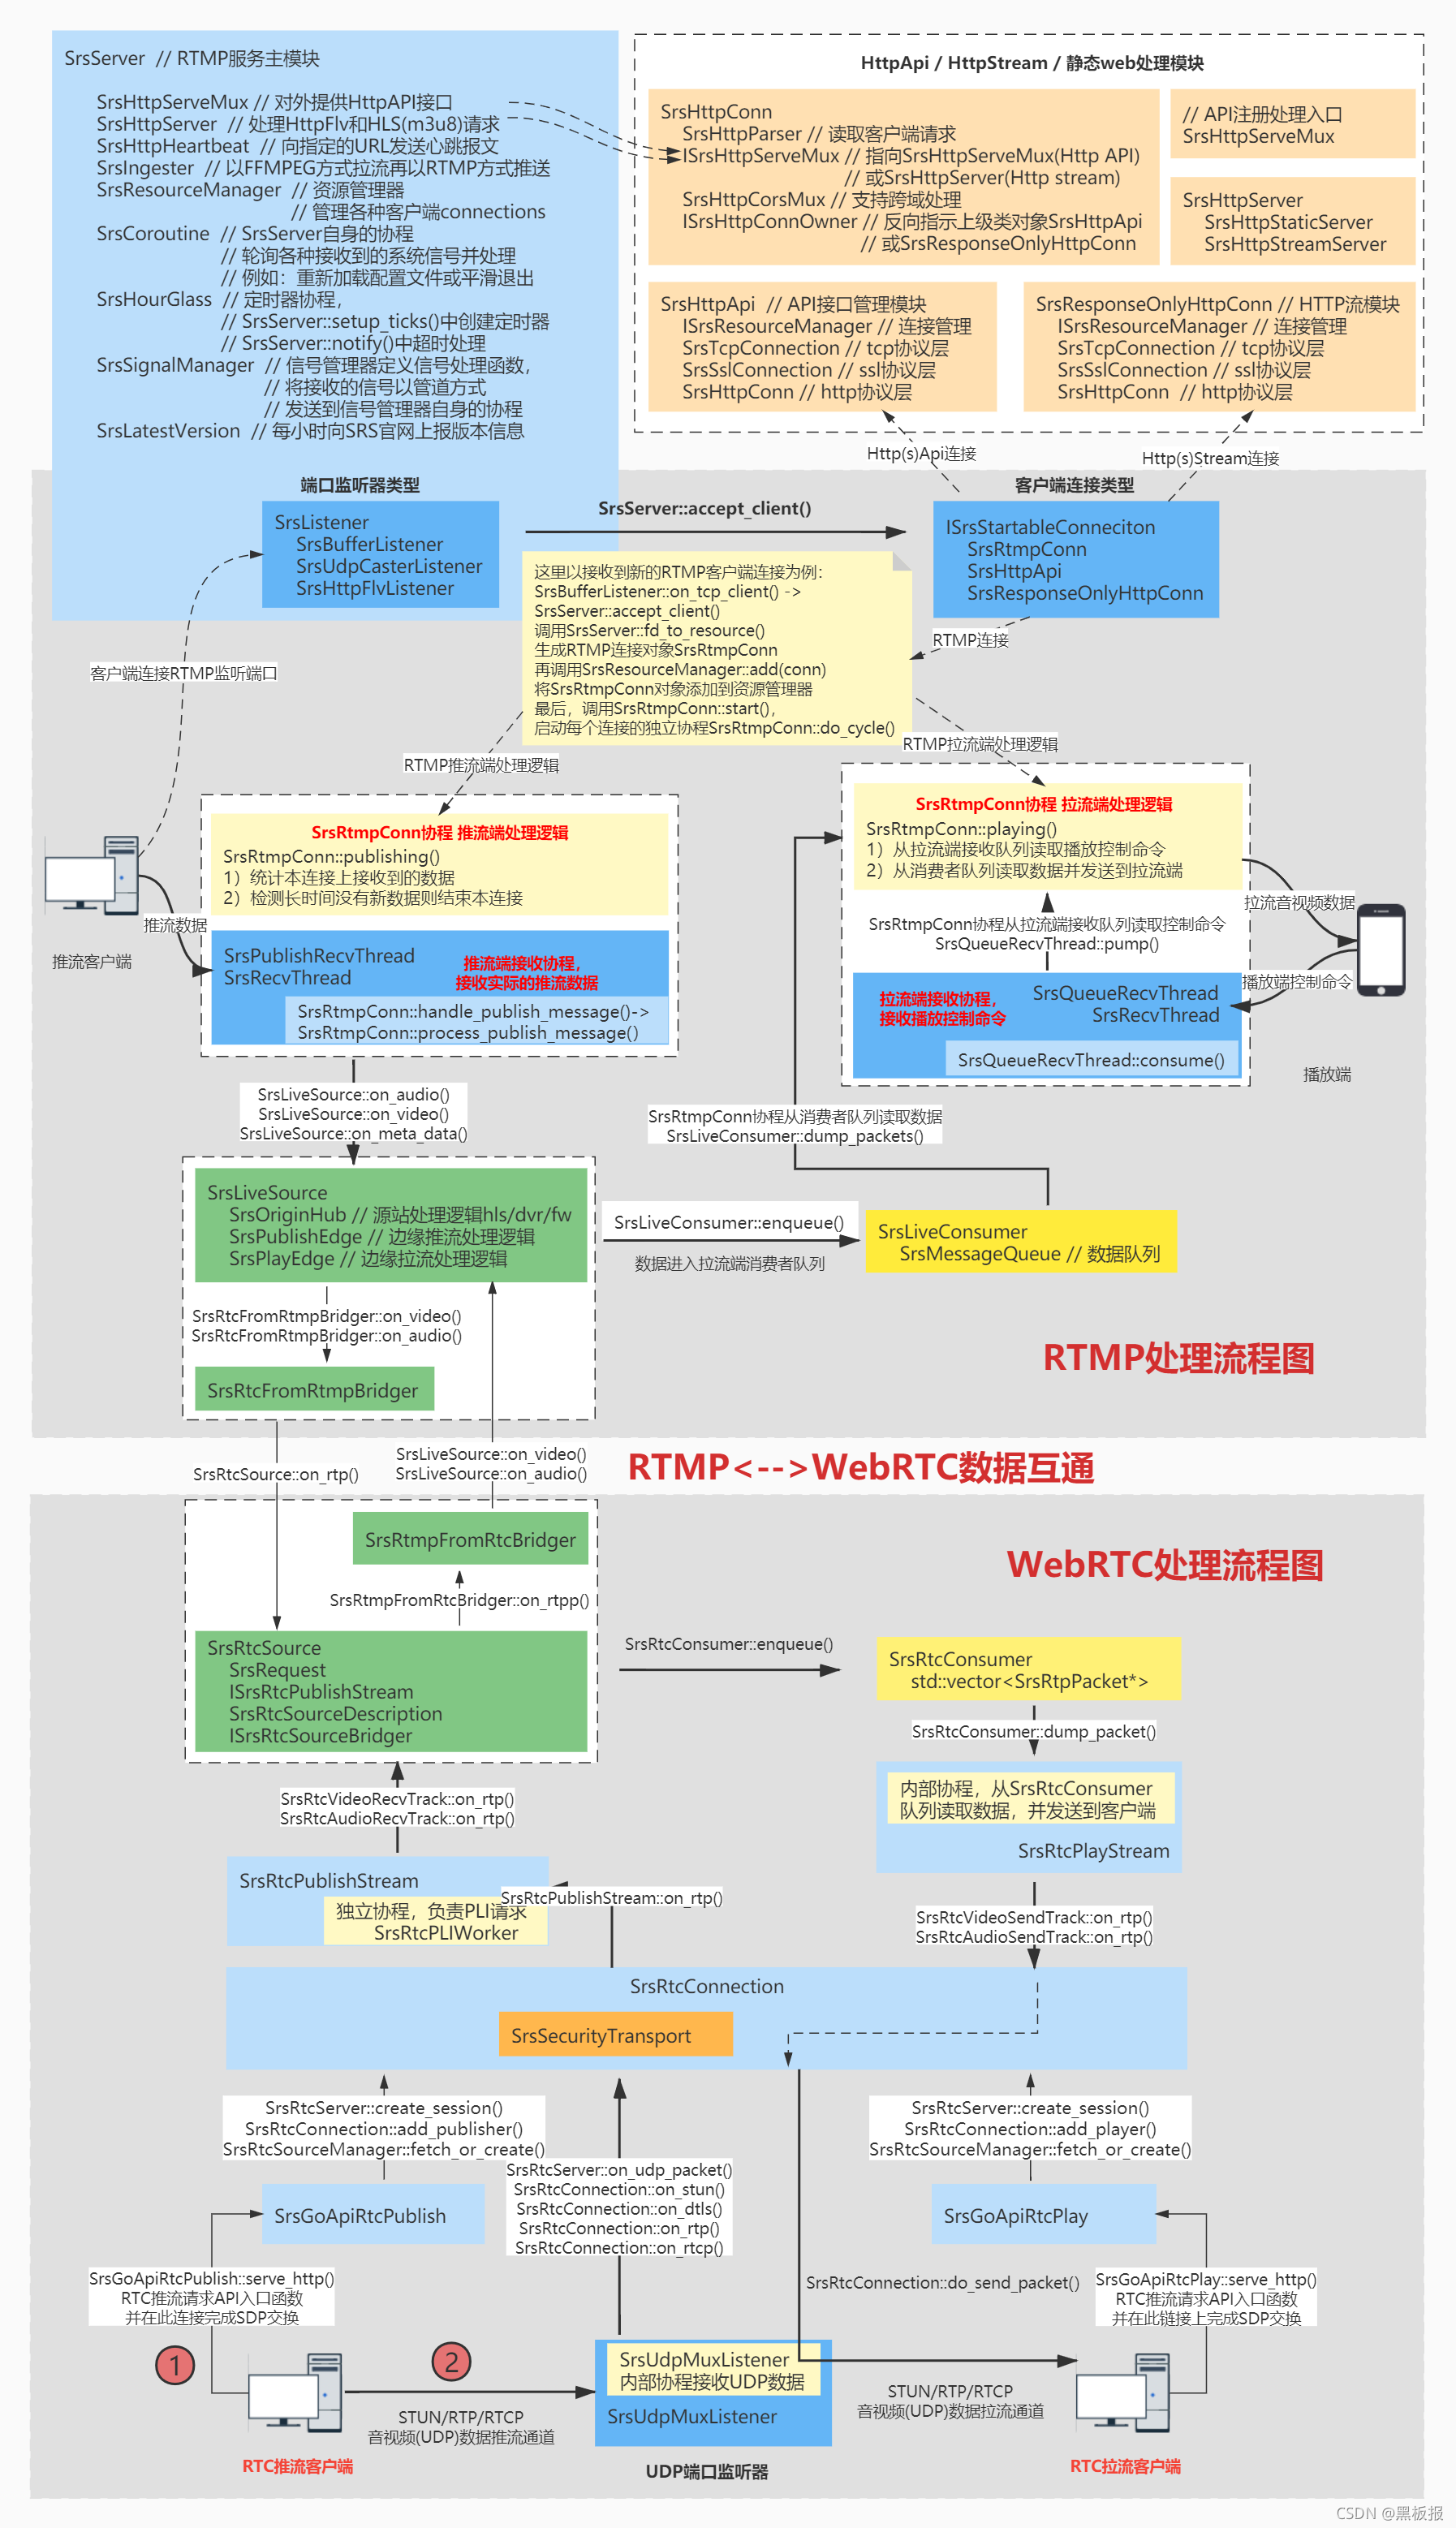 SrsServer // RTMP服务主模块
SrsHttpServeMux // 对外提供HttpAPI接口
SrsHttpServer // 处理HttpFlv和HLS(m3u8)请求
SrsHttpHeartbeat // 向指定的URL发送心跳报文
SrsIngester // 以FFMPEG方式拉流再以RTMP方式推送
SrsResourceManager // 资源管理器
// 管理各种客户端connections
SrsCoroutine // SrsServer自身的协程
// 轮询各种接收到的系统信号并处理
// 例如：重新加载配置文件或平滑退出
SrsHourGlass // 定时器协程，
// SrsServer::setup_ticks()中创建定时器
// SrsServer::notify()中超时处理
SrsSignalManager // 信号管理器定义信号处理函数，
// 将接收的信号以管道方式
// 发送到信号管理器自身的协程
SrsLatestVersion // 每小时向SRS官网上报版本信息
HttpApi / HttpStream / 静态web处理模块
SrsHttpConn
SrsHttpParser // 读取客户端请求
ISrsHttpServeMux // 指向SrsHttpServeMux(Http API)
// 或SrsHttpServer(Http stream)
SrsHttpCorsMux // 支持跨域处理
ISrsHttpConnOwner // 反向指示上级类对象SrsHttpApi
// 或SrsResponseOnlyHttpConn
// API注册处理入口
SrsHttpServeMux
SrsHttpServer
SrsHttpStaticServer
SrsHttpStreamServer
SrsHttpApi // API接口管理模块
ISrsResourceManager // 连接管理
SrsTcpConnection // tcp协议层
SrsSslConnection // ssl协议层
SrsHttpConn // http协议层
SrsResponseOnlyHttpConn // HTTP流模块
ISrsResourceManager // 连接管理
SrsTcpConnection // tcp协议层
SrsSslConnection // ssl协议层
SrsHttpConn // http协议层
Http(s)Api连接
Http(s)Stream连接
端口监听器类型
SrsListener
SrsBufferListener
SrsUdpCasterListener
SrsHttpFlvListener
SrsServer::accept_client()
客户端连接类型
ISrsStartableConneciton
SrsRtmpConn
SrsHttpApi
SrsResponseOnlyHttpConn
这里以接收到新的RTMP客户端连接为例：
SrsBufferListener::on_tcp_client() ->
SrsServer::accept_client()
调用SrsServer::fd_to_resource()
生成RTMP连接对象SrsRtmpConn
再调用SrsResourceManager::add(conn)
将SrsRtmpConn对象添加到资源管理器
最后，调用SrsRtmpConn::start()，
启动每个连接的独立协程SrsRtmpConn::do_cycle()
RTMP连接
客户端连接RTMP监听端口
RTMP推流端处理逻辑
RTMP拉流端处理逻辑
SrsRtmpConn协程 推流端处理逻辑
SrsRtmpConn::publishing()
1）统计本连接上接收到的数据
2）检测长时间没有新数据则结束本连接
推流数据
推流客户端
SrsPublishRecvThread
SrsRecvThread
推流端接收协程，
接收实际的推流数据
SrsRtmpConn::handle_publish_message()->
SrsRtmpConn::process_publish_message()
SrsRtmpConn协程 拉流端处理逻辑
SrsRtmpConn::playing()
1）从拉流端接收队列读取播放控制命令
2）从消费者队列读取数据并发送到拉流端
拉流音视频数据
SrsRtmpConn协程从拉流端接收队列读取控制命令
SrsQueueRecvThread::pump()
播放端控制命令
拉流端接收协程，
接收播放控制命令
SrsQueueRecvThread
SrsRecvThread
SrsQueueRecvThread::consume()
播放端
SrsLiveSource::on_audio()
SrsLiveSource::on_video()
SrsLiveSource::on_meta_data()
SrsRtmpConn协程从消费者队列读取数据
SrsLiveConsumer::dump_packets()
SrsLiveSource
SrsOriginHub // 源站处理逻辑hls/dvr/fw
SrsPublishEdge // 边缘推流处理逻辑
SrsPlayEdge // 边缘拉流处理逻辑
SrsLiveConsumer::enqueue()
数据进入拉流端消费者队列
SrsLiveConsumer
SrsMessageQueue // 数据队列
SrsRtcFromRtmpBridger::on_video()
SrsRtcFromRtmpBridger::on_audio()
SrsRtcFromRtmpBridger
RTMP处理流程图
SrsRtcSource::on_rtp()
SrsLiveSource::on_video()
SrsLiveSource::on_audio()
RTMP<-->WebRTC数据互通
WebRTC处理流程图
SrsRtmpFromRtcBridger
SrsRtmpFromRtcBridger::on_rtpp()
SrsRtcSource
SrsRequest
ISrsRtcPublishStream
SrsRtcSourceDescription
ISrsRtcSourceBridger
SrsRtcConsumer::enqueue()
SrsRtcConsumer
std::vector<SrsRtpPacket*>
SrsRtcConsumer::dump_packet()
内部协程，从SrsRtcConsumer
队列读取数据，并发送到客户端
SrsRtcPlayStream
SrsRtcVideoRecvTrack::on_rtp()
SrsRtcAudioRecvTrack::on_rtp()
SrsRtcPublishStream
独立协程，负责PLI请求
SrsRtcPLIWorker
SrsRtcPublishStream::on_rtp()
SrsRtcVideoSendTrack::on_rtp()
SrsRtcAudioSendTrack::on_rtp()
SrsRtcConnection
SrsSecurityTransport
SrsRtcServer::create_session()
SrsRtcConnection::add_publisher()
SrsRtcSourceManager::fetch_or_create()
SrsRtcServer::create_session()
SrsRtcConnection::add_player()
SrsRtcSourceManager::fetch_or_create()
SrsRtcServer::on_udp_packet()
SrsRtcConnection::on_stun()
SrsRtcConnection::on_dtls()
SrsRtcConnection::on_rtp()
SrsRtcConnection::on_rtcp()
SrsGoApiRtcPublish
SrsGoApiRtcPlay
SrsGoApiRtcPublish::serve_http()
RTC推流请求API入口函数
并在此连接完成SDP交换
SrsRtcConnection::do_send_packet()
SrsGoApiRtcPlay::serve_http()
RTC推流请求API入口函数
并在此链接上完成SDP交换
1
2
SrsUdpMuxListener
内部协程接收UDP数据
SrsUdpMuxListener
STUN/RTP/RTCP
音视频(UDP)数据推流通道
STUN/RTP/RTCP
音视频(UDP)数据拉流通道
RTC推流客户端
UDP端口监听器
RTC拉流客户端
CSDN @黑板报